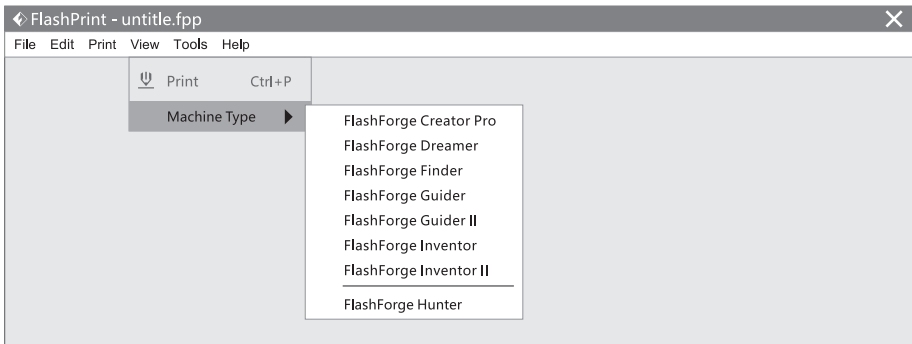 FlashPrint - untitle.fpp
File Edit Print View Tools Help
Print Ctrl+P
Machine Type
FlashForge Creator Pro
FlashForge Dreamer
FlashForge Finder
FlashForge Guider
FlashForge Guider II
FlashForge Inventor
FlashForge Inventor II
FlashForge Hunter